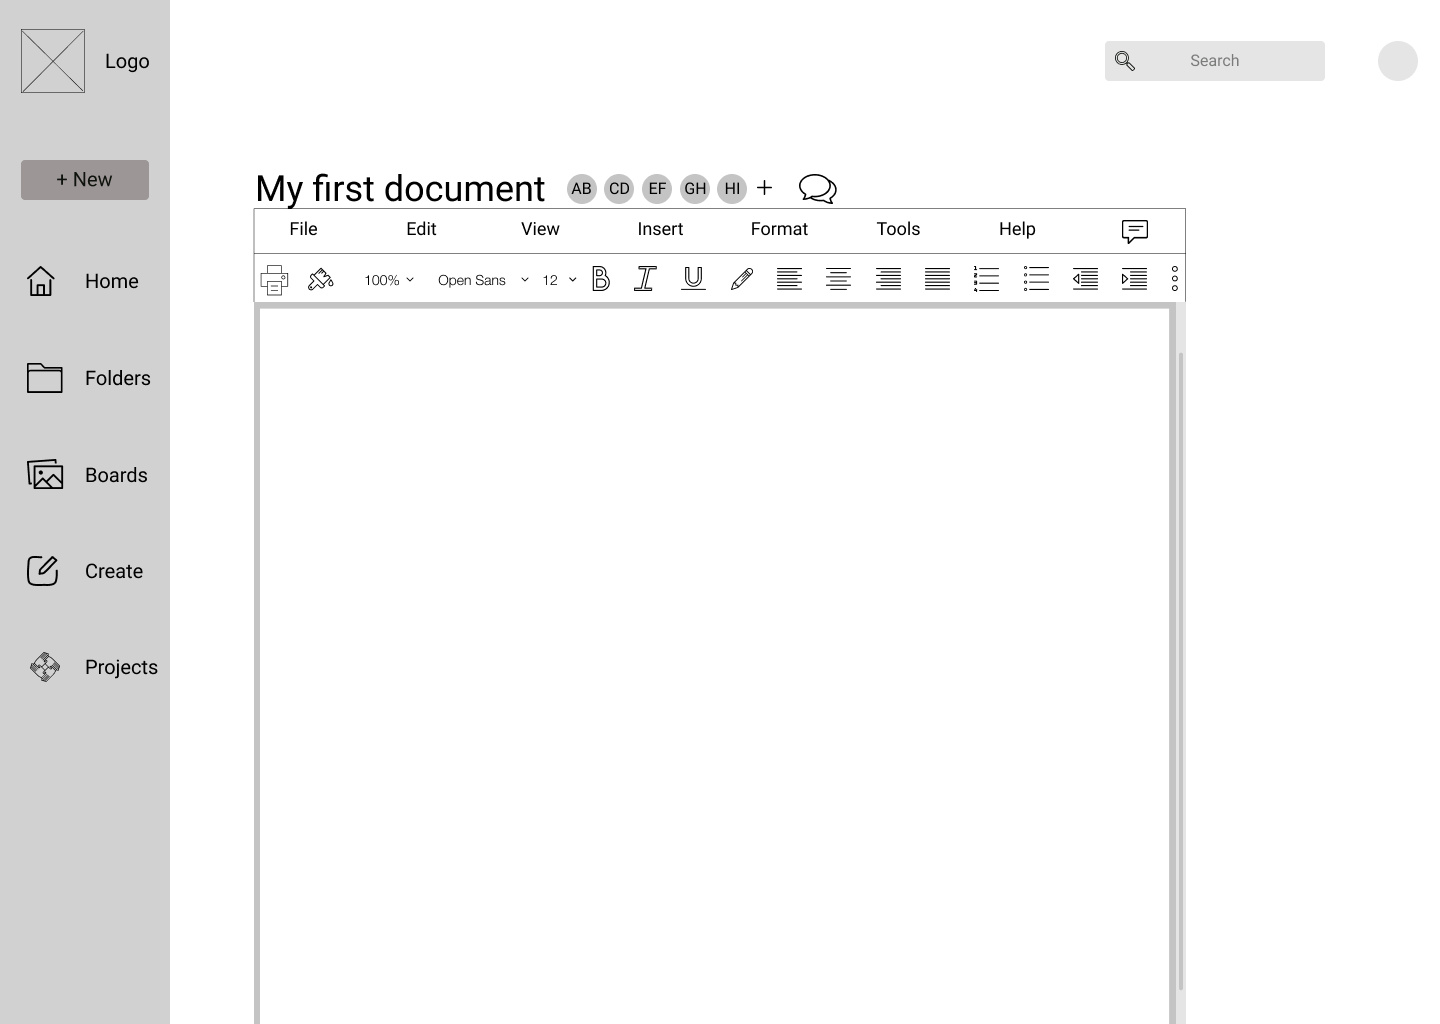 Logo
Search
+ New
My first document AB CD EF GH HI +
File Edit View Insert Format Tools Help
100% Open Sans 12 B I U
Home
Folders
Boards
Create
Projects